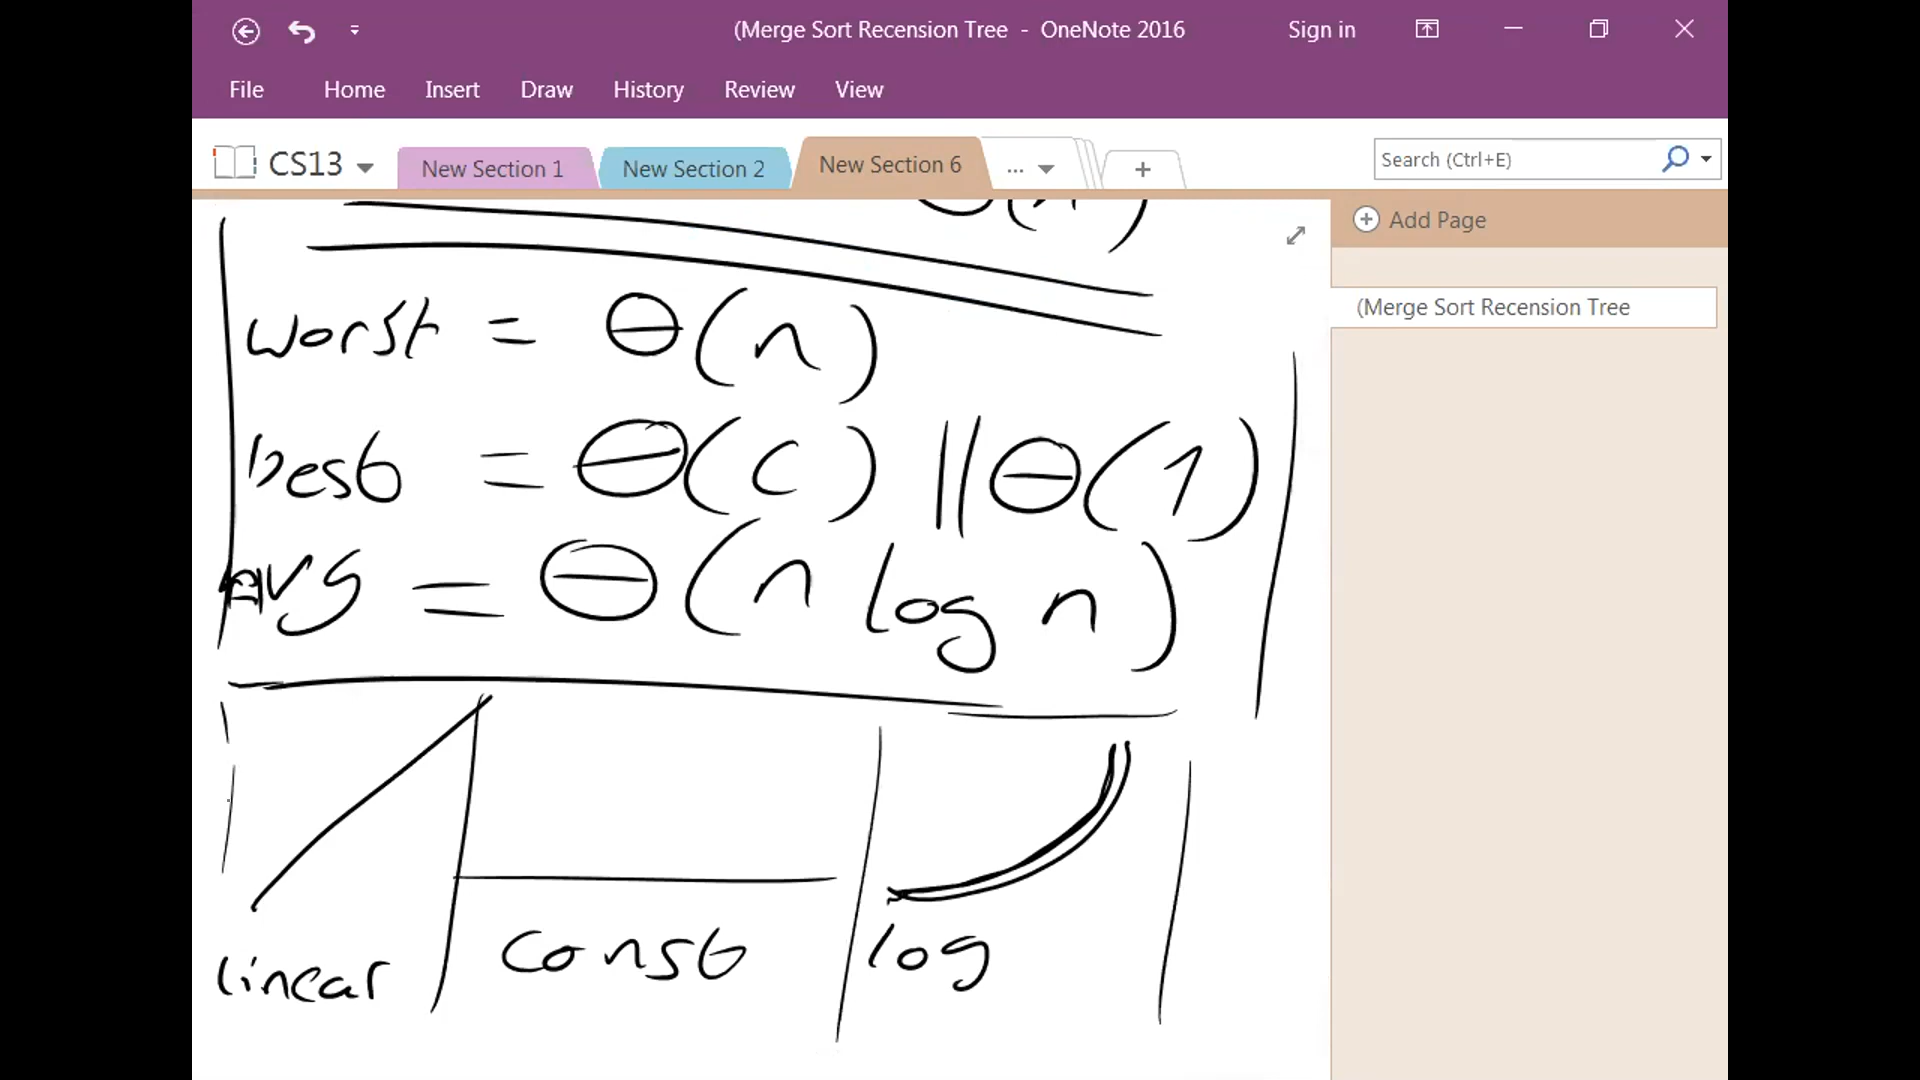 (Merge Sort Recension Tree - OneNote 2016
Sign in
File Home Insert Draw History Review View
CS13
New Section 1
New Section 2
New Section 6
...
Search (Ctrl+E)
Add Page
(Merge Sort Recension Tree
worst = Θ(n)
best = Θ(c) || Θ(1)
AVG = Θ(n log n)
linear
const
log